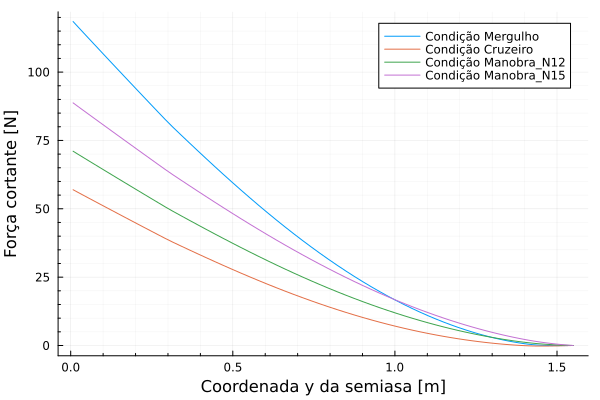 Condição Mergulho
Condição Cruzeiro
Condição Manobra_N12
Condição Manobra_N15
Força cortante [N]
100
75
50
25
0
0.0
0.5
1.0
1.5
Coordenada y da semiasa [m]